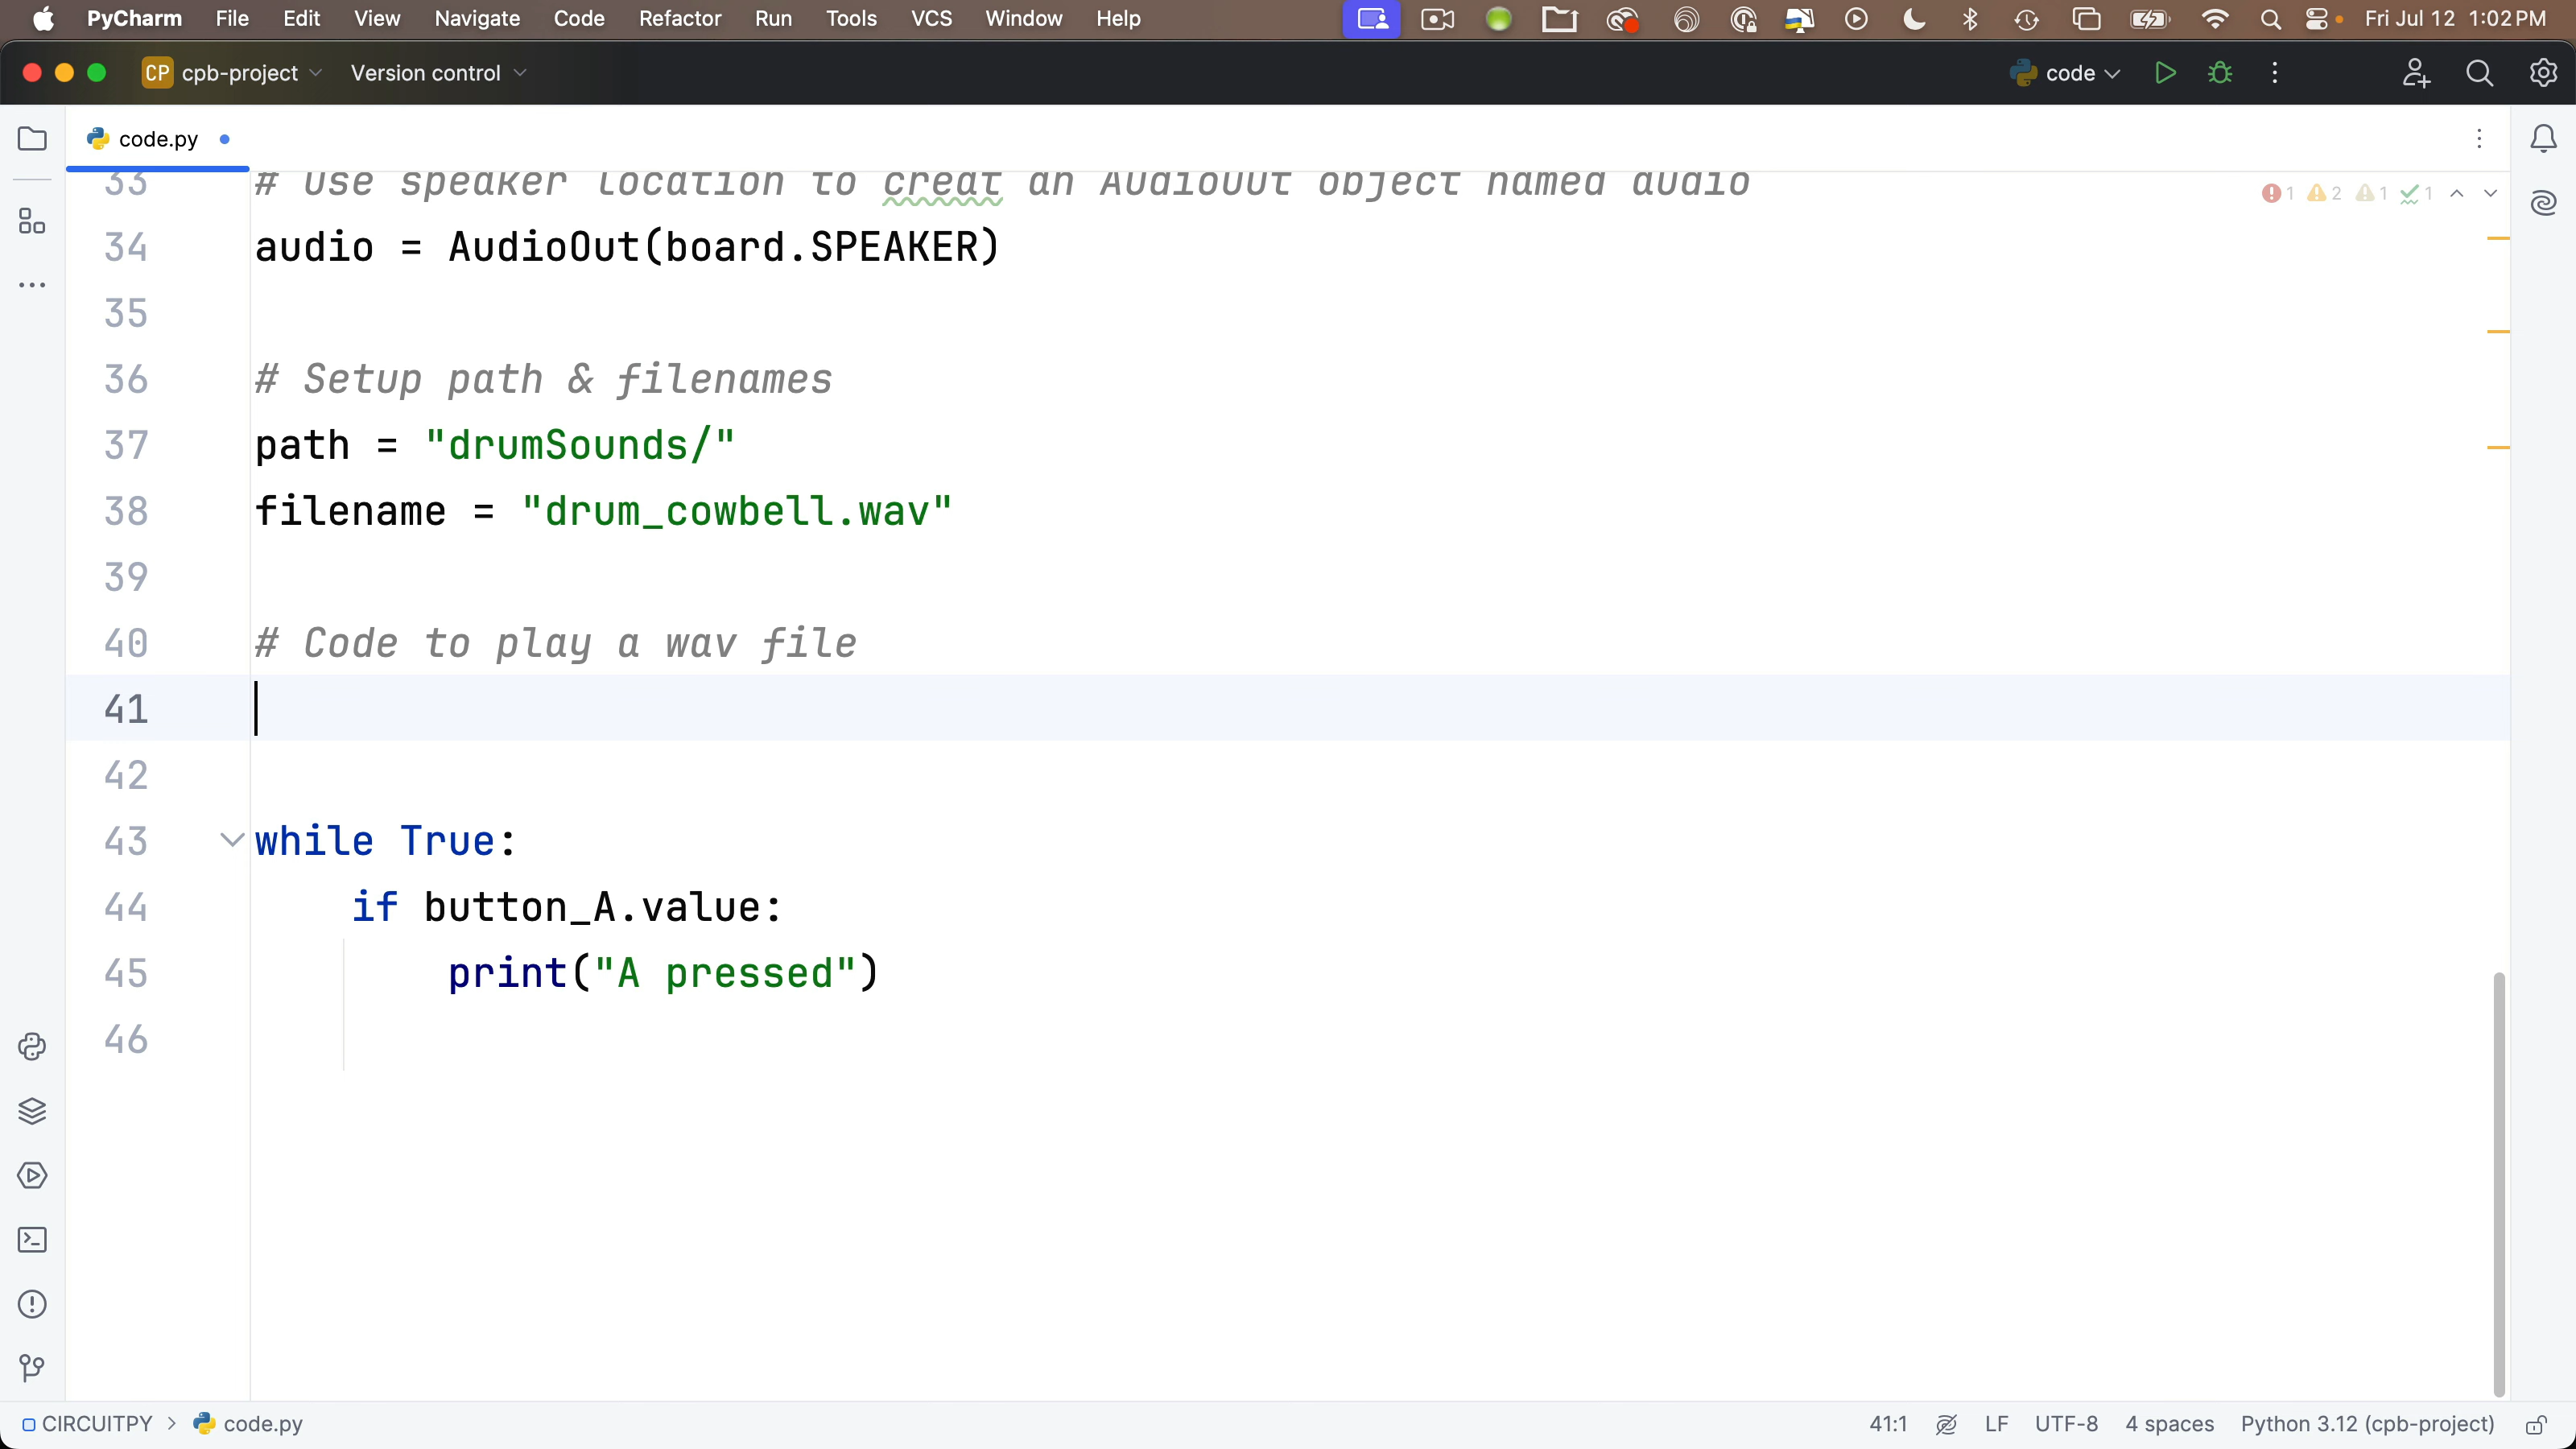 PyCharm File Edit View Navigate Code Refactor Run Tools VCS Window Help Fri Jul 12 1:02 PM
CP cpb-project Version control code
code.py
33 # Use speaker location to creat an AudioOut object named audio
1 2 1 1
34 audio = AudioOut(board.SPEAKER)
35
36 # Setup path & filenames
37 path = "drumSounds/"
38 filename = "drum_cowbell.wav"
39
40 # Code to play a wav file
41
42
43 while True:
44 if button_A.value:
45 print("A pressed")
46
CIRCUITPY > code.py 41:1 LF UTF-8 4 spaces Python 3.12 (cpb-project)